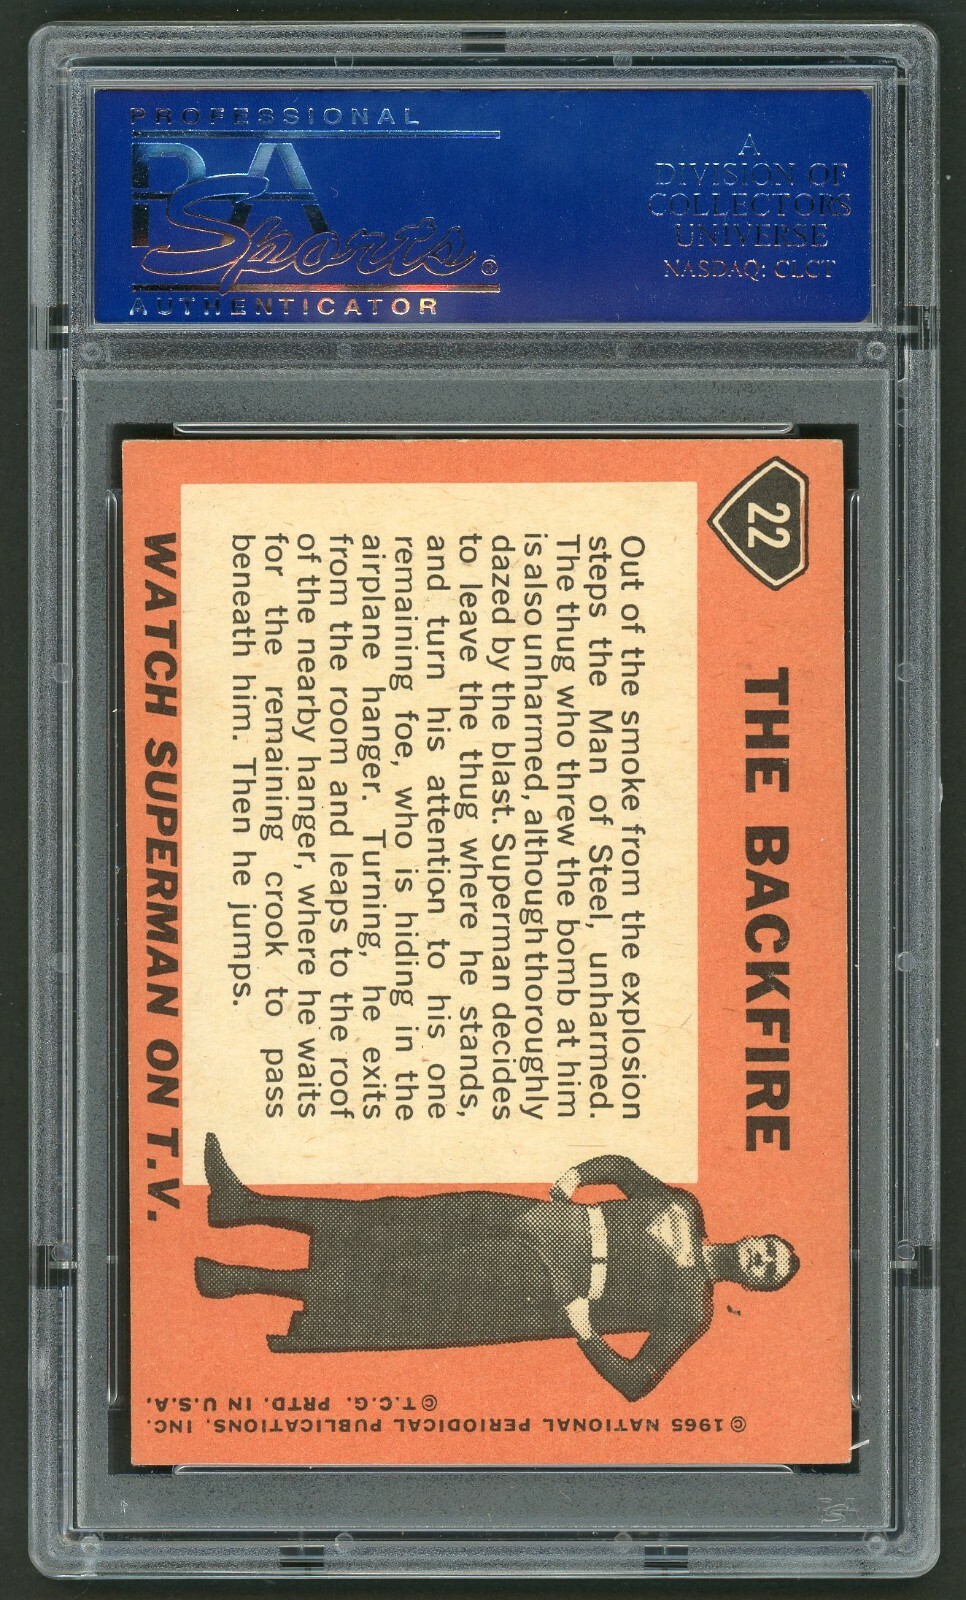 PROFESSIONAL
PSA
Sports®
AUTHENTICATOR
A
DIVISION OF
COLLECTORS
UNIVERSE
NASDAQ: CLCT
22
THE BACKFIRE
Out of the smoke from the explosion
steps the Man of Steel, unharmed.
The thug who threw the bomb at him
is also unharmed, although thoroughly
dazed by the blast. Superman decides
to leave the thug where he stands,
and turn his attention to his one
remaining foe, who is hiding in the
airplane hanger. Turning, he exits
from the room and leaps to the roof
of the nearby hanger, where he waits
for the remaining crook to pass
beneath him. Then he jumps.
WATCH SUPERMAN ON T.V.
© 1965 NATIONAL PERIODICAL PUBLICATIONS, INC.
© T.C.G. PRTD. IN U.S.A.
PSA